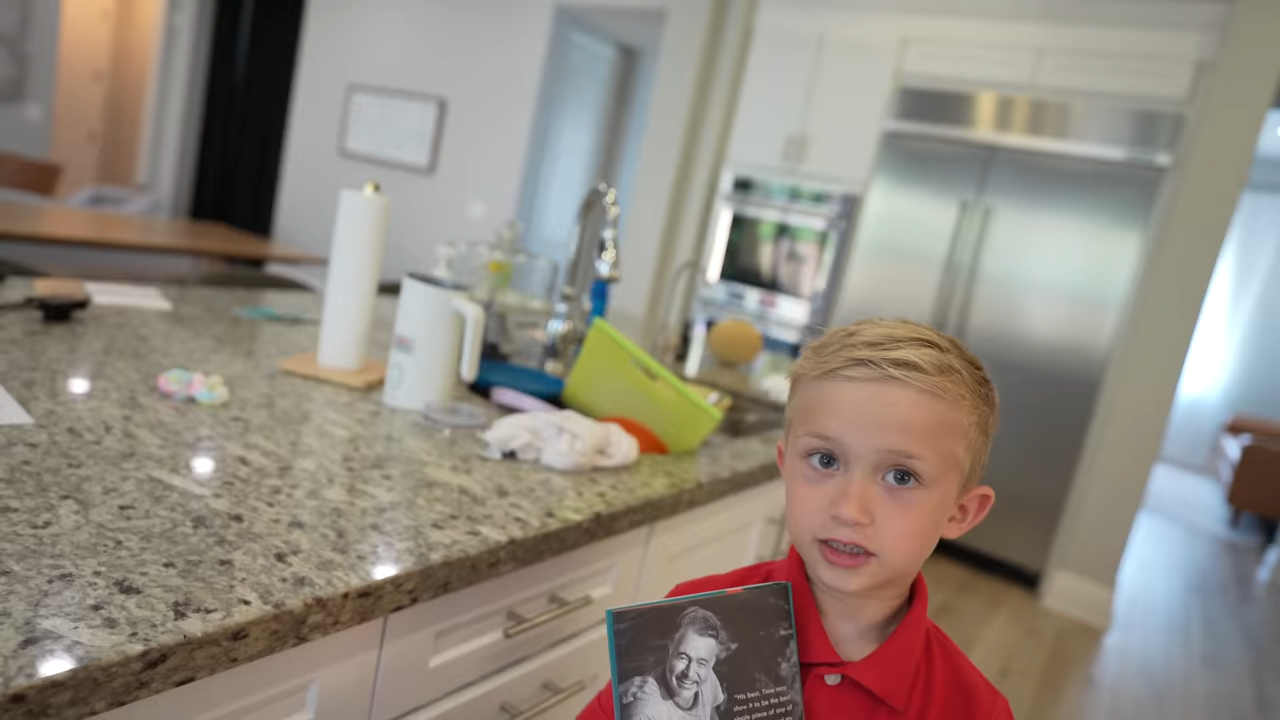 "His best. Time may
show it to be the best
single piece of any of